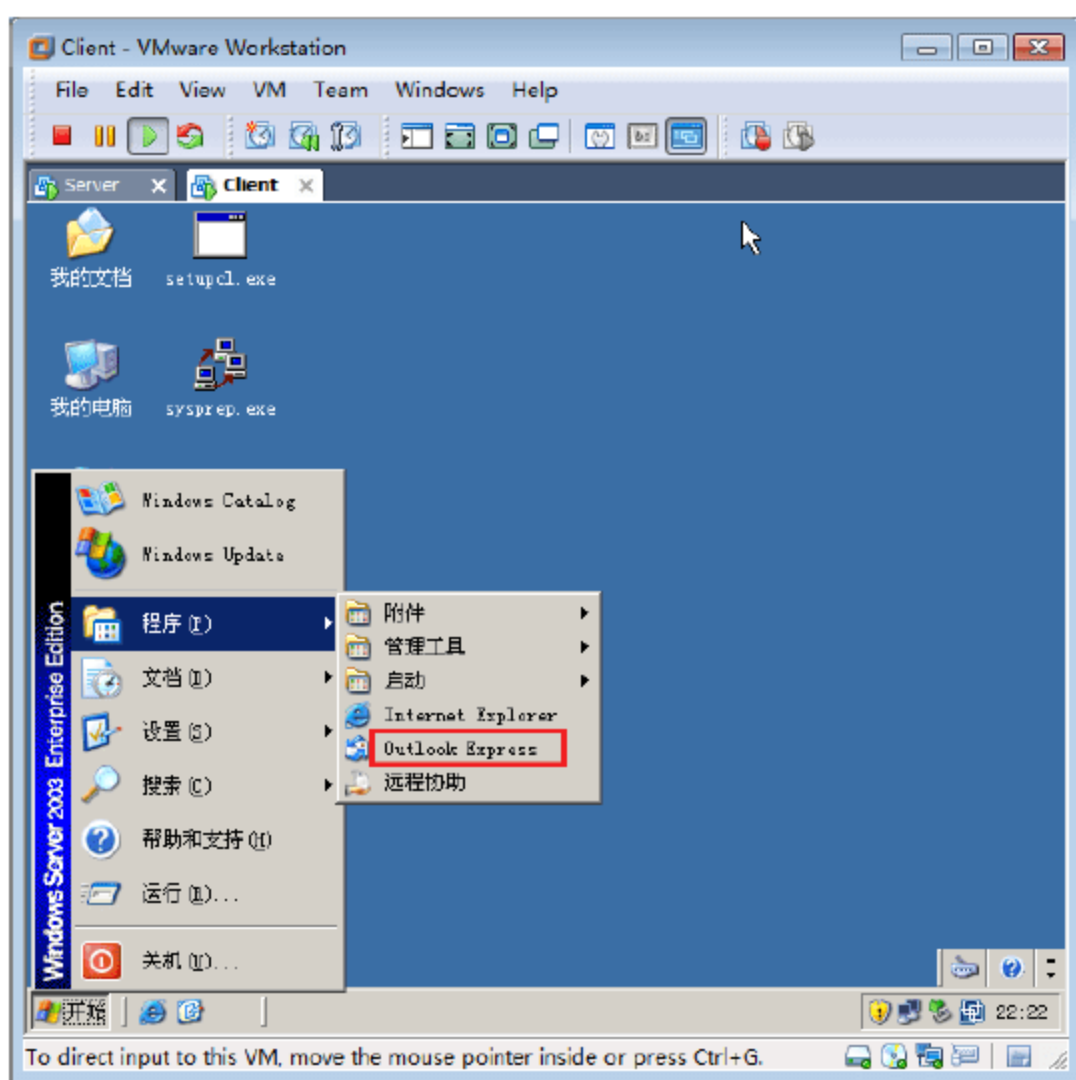 Client - VMware Workstation
File Edit View VM Team Windows Help
Server Client
我的文档 setupcl.exe
我的电脑 sysprep.exe
Windows Catalog
Windows Update
程序(P)
文档(D)
设置(S)
搜索(C)
帮助和支持(H)
运行(R)...
关机(U)...
Windows Server 2003 Enterprise Edition
附件
管理工具
启动
Internet Explorer
Outlook Express
远程协助
开始
22:22
To direct input to this VM, move the mouse pointer inside or press Ctrl+G.